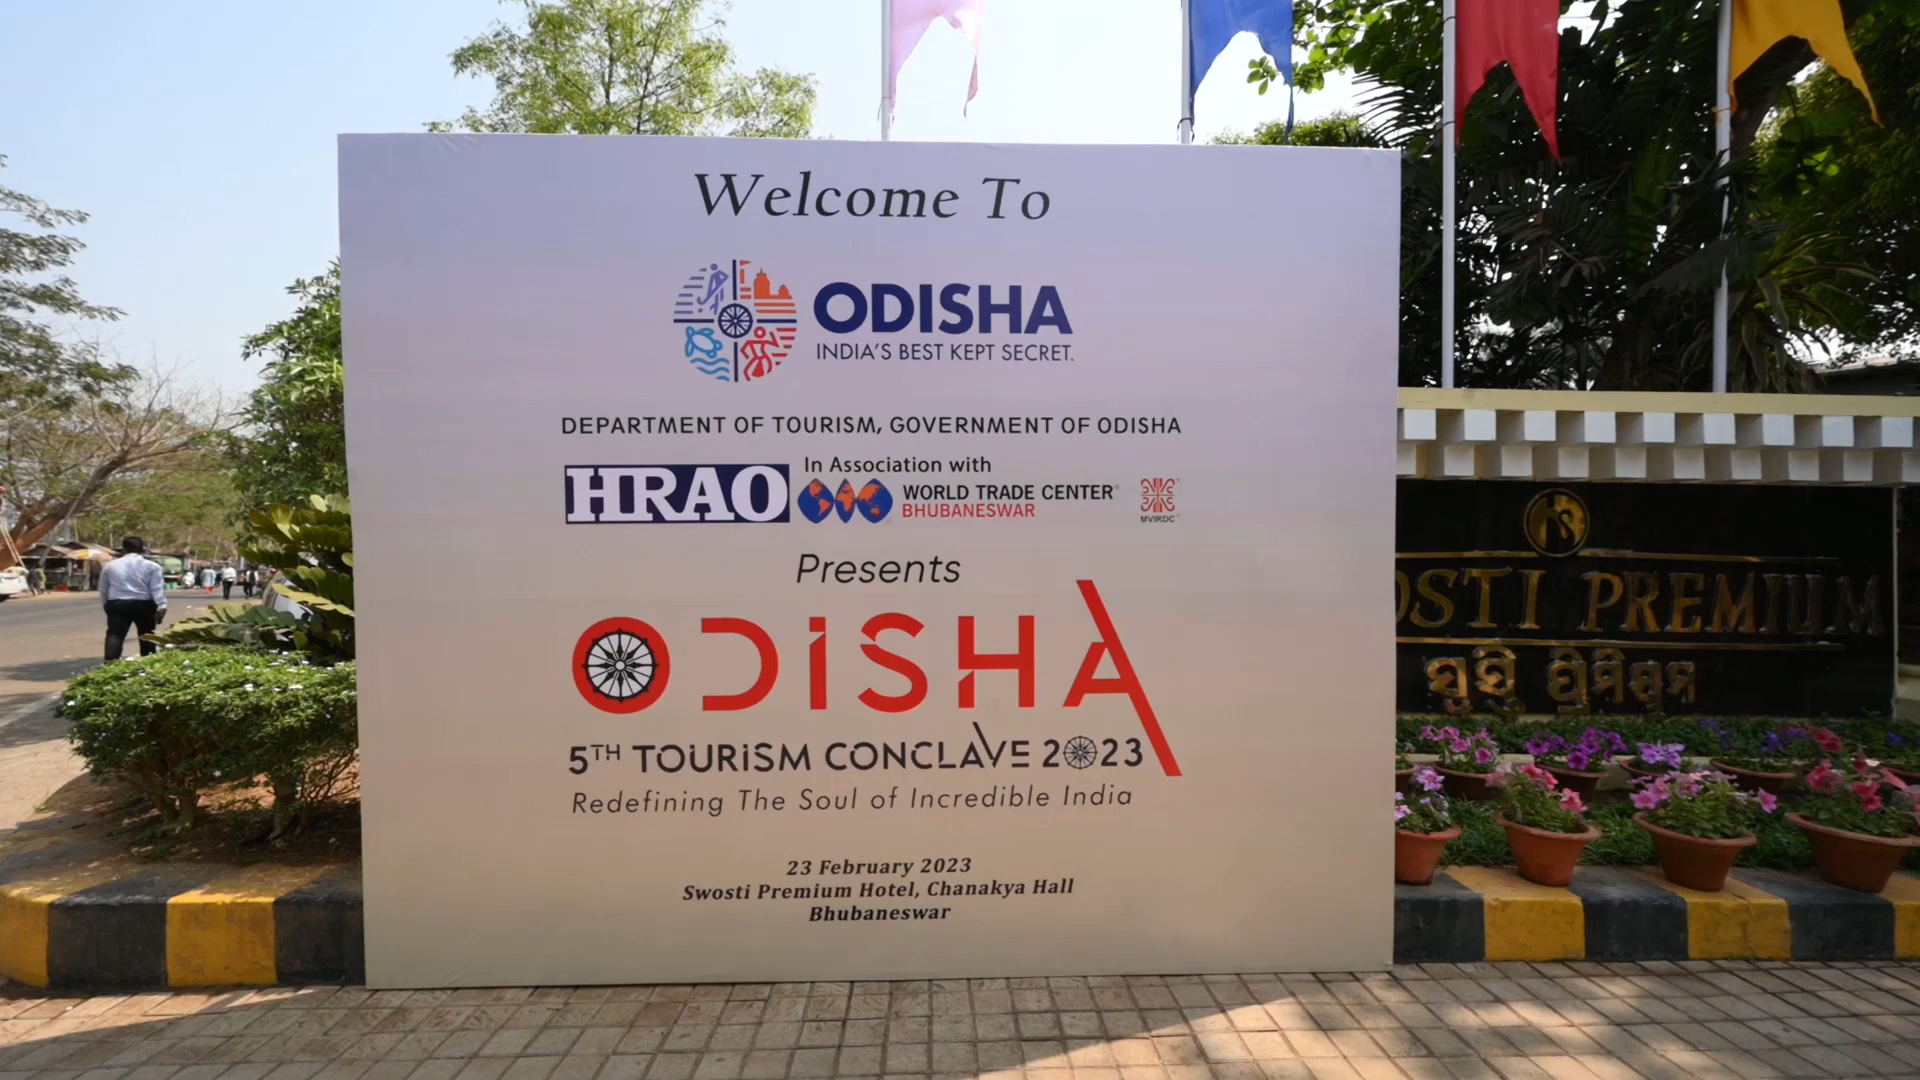 Welcome To
ODISHA
INDIA'S BEST KEPT SECRET.
DEPARTMENT OF TOURISM, GOVERNMENT OF ODISHA
HRAO
In Association with
WORLD TRADE CENTER®
BHUBANESWAR
MVIRDC
Presents
ODISHA
5TH TOURISM CONCLAVE 2023
Redefining The Soul of Incredible India
23 February 2023
Swosti Premium Hotel, Chanakya Hall
Bhubaneswar
OSTI PREMIUM
ସ୍ୱସ୍ତି ପ୍ରିମିୟମ